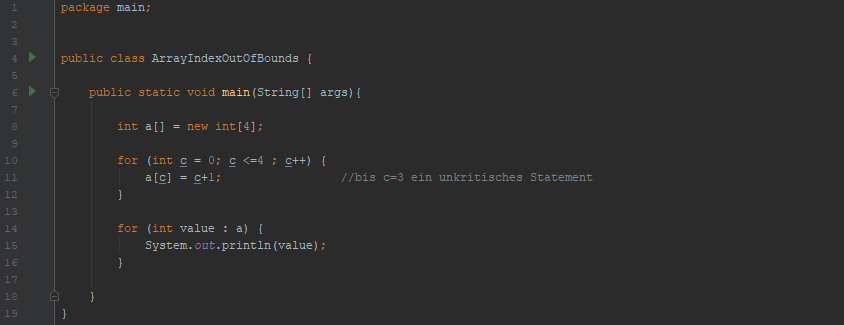 1 package main;
2
3
4 public class ArrayIndexOutOfBounds {
5
6 public static void main(String[] args){
7
8 int a[] = new int[4];
9
10 for (int c = 0; c <=4 ; c++) {
11 a[c] = c+1; //bis c=3 ein unkritisches Statement
12 }
13
14 for (int value : a) {
15 System.out.println(value);
16 }
17
18 }
19 }